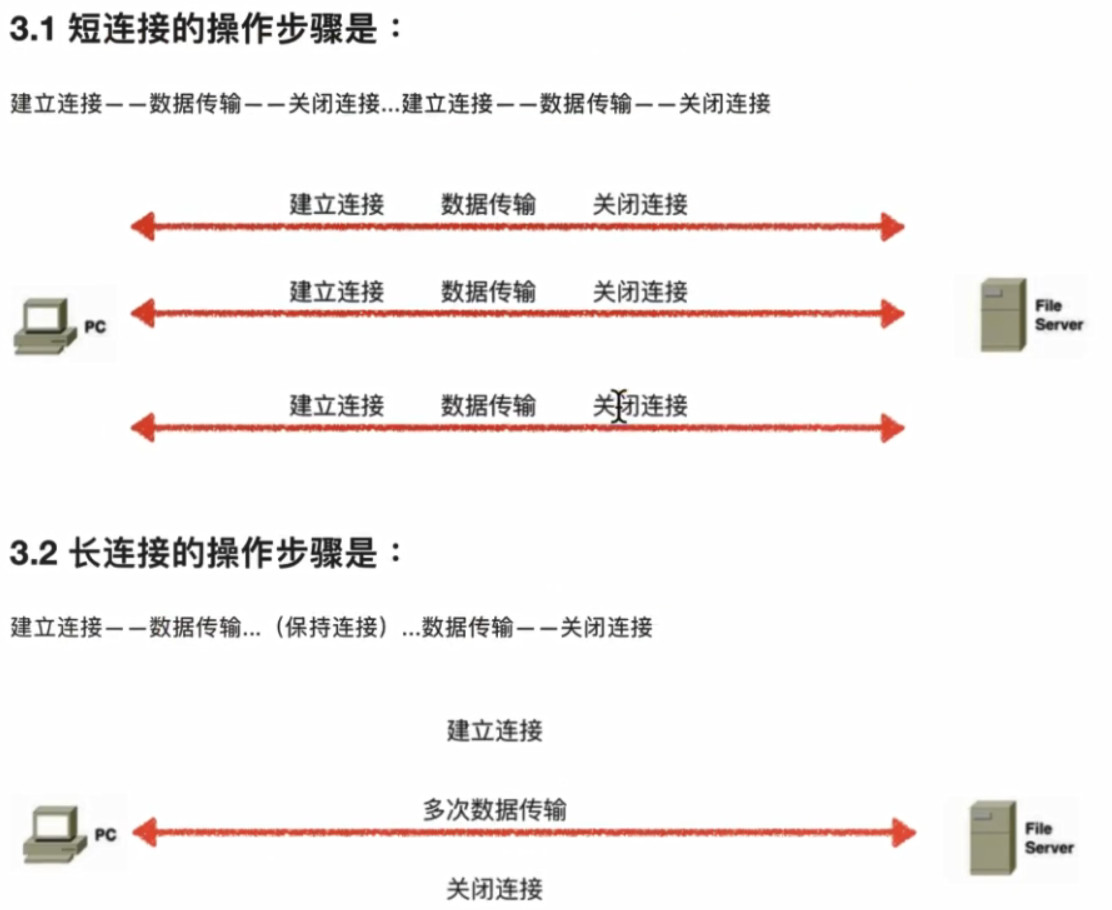 3.1 短连接的操作步骤是：
建立连接——数据传输——关闭连接...建立连接——数据传输——关闭连接
建立连接 数据传输 关闭连接
建立连接 数据传输 关闭连接
PC
File
Server
建立连接 数据传输 关闭连接
3.2 长连接的操作步骤是：
建立连接——数据传输...（保持连接）...数据传输——关闭连接
建立连接
多次数据传输
PC
File
Server
关闭连接